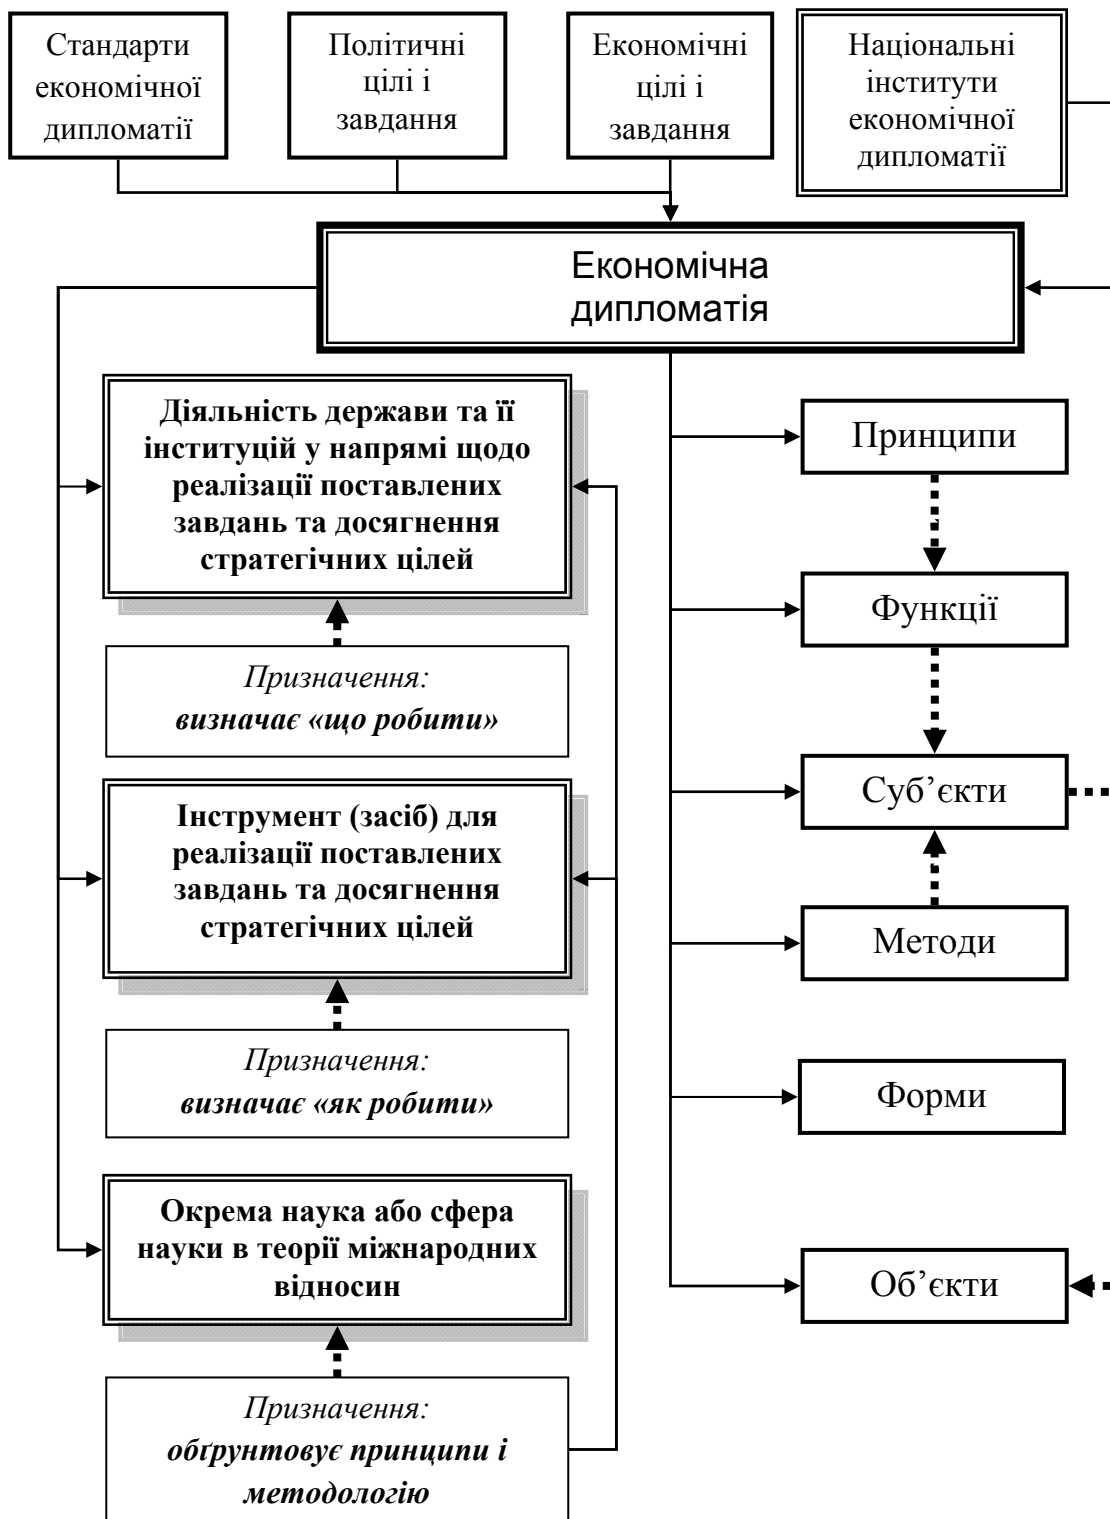 Стандарти
економічної
дипломатії
Політичні
цілі і
завдання
Економічні
цілі і
завдання
Національні
інститути
економічної
дипломатії
Економічна
дипломатія
Діяльність держави та її
інституцій у напрямі щодо
реалізації поставлених
завдань та досягнення
стратегічних цілей
Призначення:
визначає «що робити»
Інструмент (засіб) для
реалізації поставлених
завдань та досягнення
стратегічних цілей
Призначення:
визначає «як робити»
Окрема наука або сфера
науки в теорії міжнародних
відносин
Призначення:
обґрунтовує принципи і
методологію
Принципи
Функції
Суб’єкти
Методи
Форми
Об’єкти